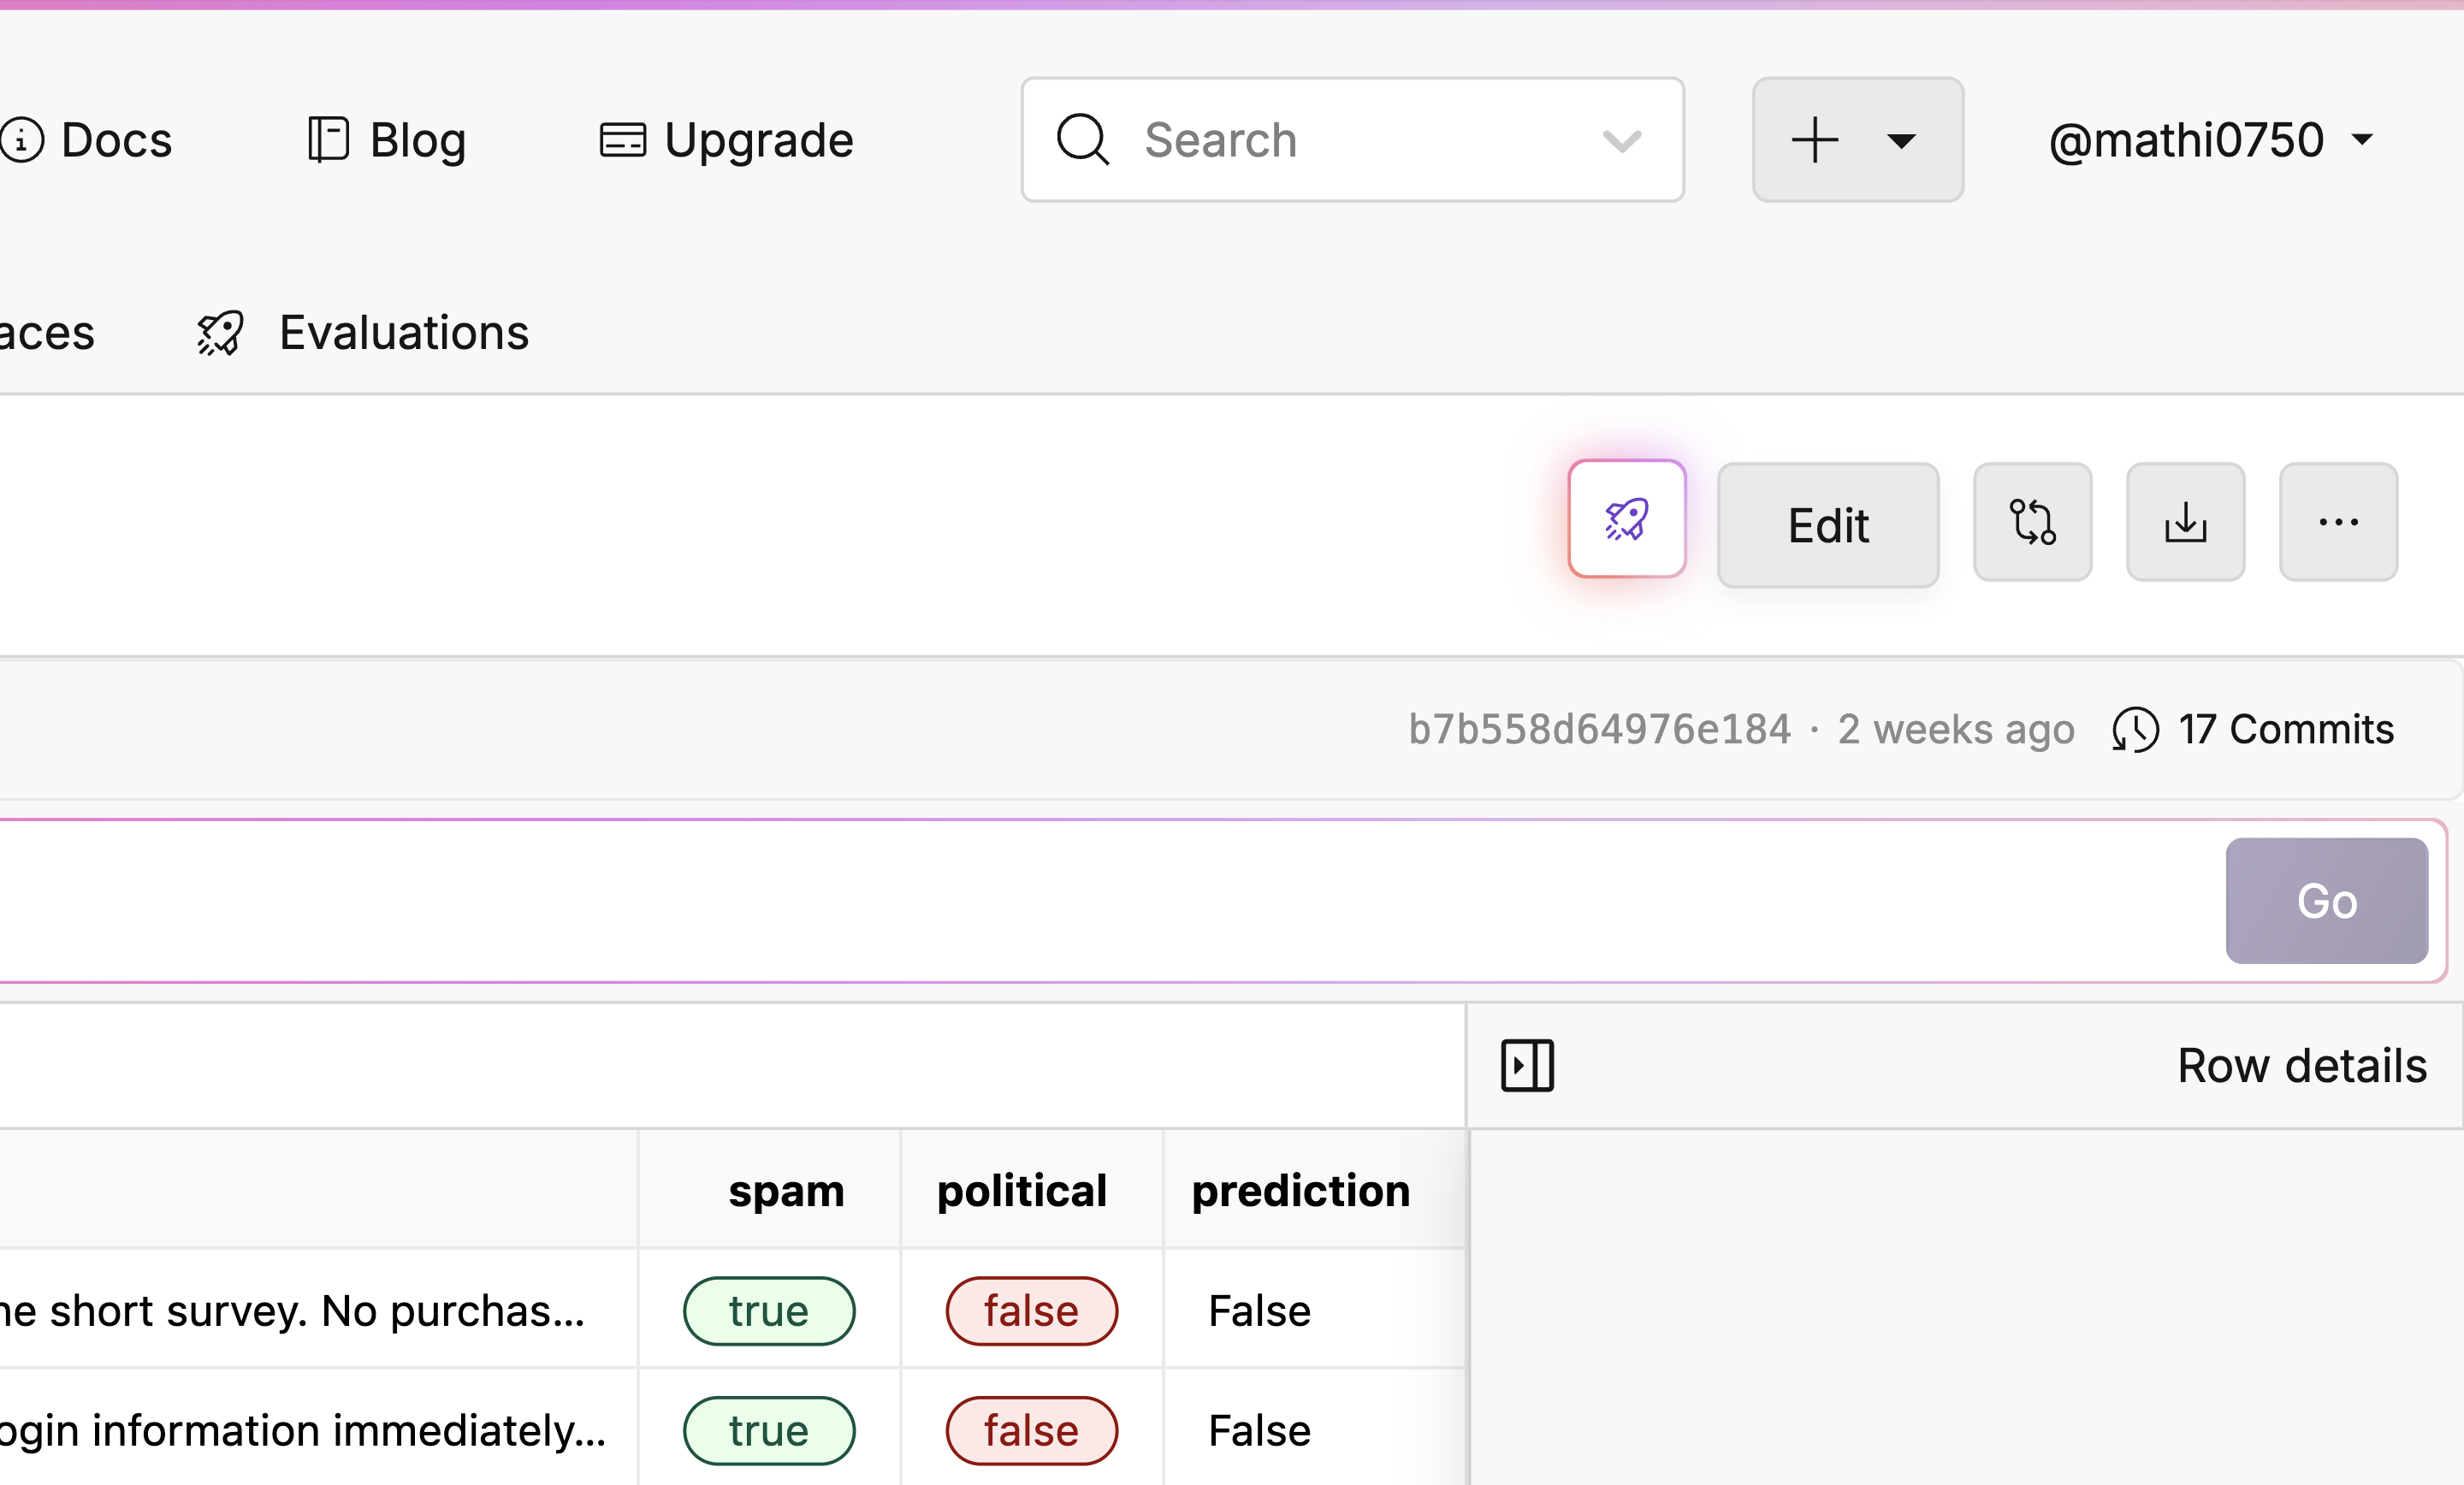 Docs Blog Upgrade Search @mathi0750
aces Evaluations
Edit
b7b558d64976e184 · 2 weeks ago 17 Commits
Go
Row details
spam political prediction
ne short survey. No purchas... true false False
ogin information immediately... true false False